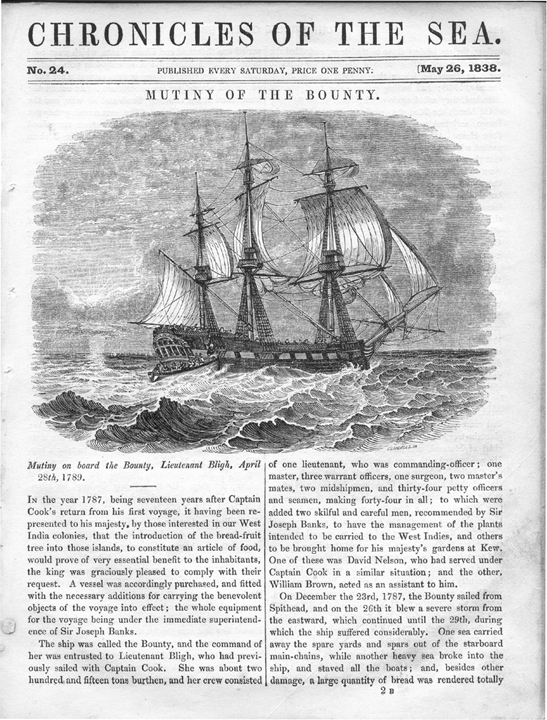 CHRONICLES OF THE SEA.
No. 24. PUBLISHED EVERY SATURDAY, PRICE ONE PENNY. [May 26, 1838.
MUTINY OF THE BOUNTY.
Mutiny on board the Bounty, Lieutenant Bligh, April
28th, 1789.
IN the year 1787, being seventeen years after Captain
Cook's return from his first voyage, it having been re-
presented to his majesty, by those interested in our West
India colonies, that the introduction of the bread-fruit
tree into those islands, to constitute an article of food,
would prove of very essential benefit to the inhabitants,
the king was graciously pleased to comply with their
request. A vessel was accordingly purchased, and fitted
with the necessary additions for carrying the benevolent
objects of the voyage into effect; the whole equipment
for the voyage being under the immediate superintend-
ence of Sir Joseph Banks.
The ship was called the Bounty, and the command of
her was entrusted to Lieutenant Bligh, who had previ-
ously sailed with Captain Cook. She was about two
hundred and fifteen tons burthen, and her crew consisted
of one lieutenant, who was commanding-officer; one
master, three warrant officers, one surgeon, two master's
mates, two midshipmen, and thirty-four petty officers
and seamen, making forty-four in all; to which were
added two skilful and careful men, recommended by Sir
Joseph Banks, to have the management of the plants
intended to be carried to the West Indies, and others
to be brought home for his majesty's gardens at Kew.
One of these was David Nelson, who had served under
Captain Cook in a similar situation; and the other,
William Brown, acted as an assistant to him.
On December the 23rd, 1787, the Bounty sailed from
Spithead, and on the 26th it blew a severe storm from
the eastward, which continued until the 29th, during
which the ship suffered considerably. One sea carried
away the spare yards and spars out of the starboard
main-chains, while another heavy sea broke into the
ship, and staved all the boats; and, besides other
damage, a large quantity of bread was rendered totally
2 B